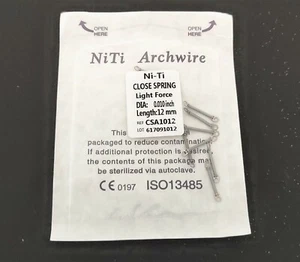 OPEN
HERE
OPEN
HERE
NiTi Archwire
Ni-Ti
CLOSE SPRING
Light Force
DIA: 0.010 inch
Length:12 mm
REF CSA1012
LOT 617091012
This
packaged to reduce contamination
If additional protection is desired
the contents of this package may
be sterilized via autoclave.
CE 0197 ISO13485